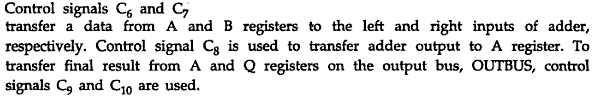 Control signals C6 and C7
transfer a data from A and B registers to the left and right inputs of adder,
respectively. Control signal C8 is used to transfer adder output to A register. To
transfer final result from A and Q registers on the output bus, OUTBUS, control
signals C9 and C10 are used.